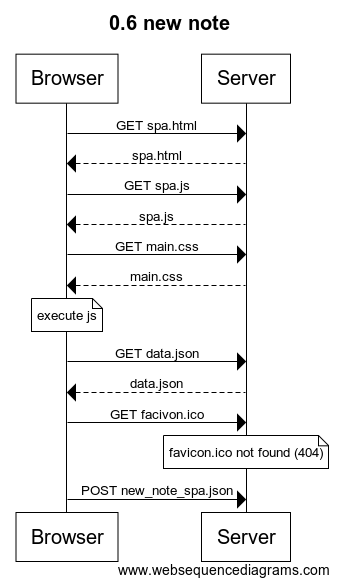 0.6 new note
Browser
Server
GET spa.html
spa.html
GET spa.js
spa.js
GET main.css
main.css
execute js
GET data.json
data.json
GET facivon.ico
favicon.ico not found (404)
POST new_note_spa.json
Browser
Server
www.websequencediagrams.com